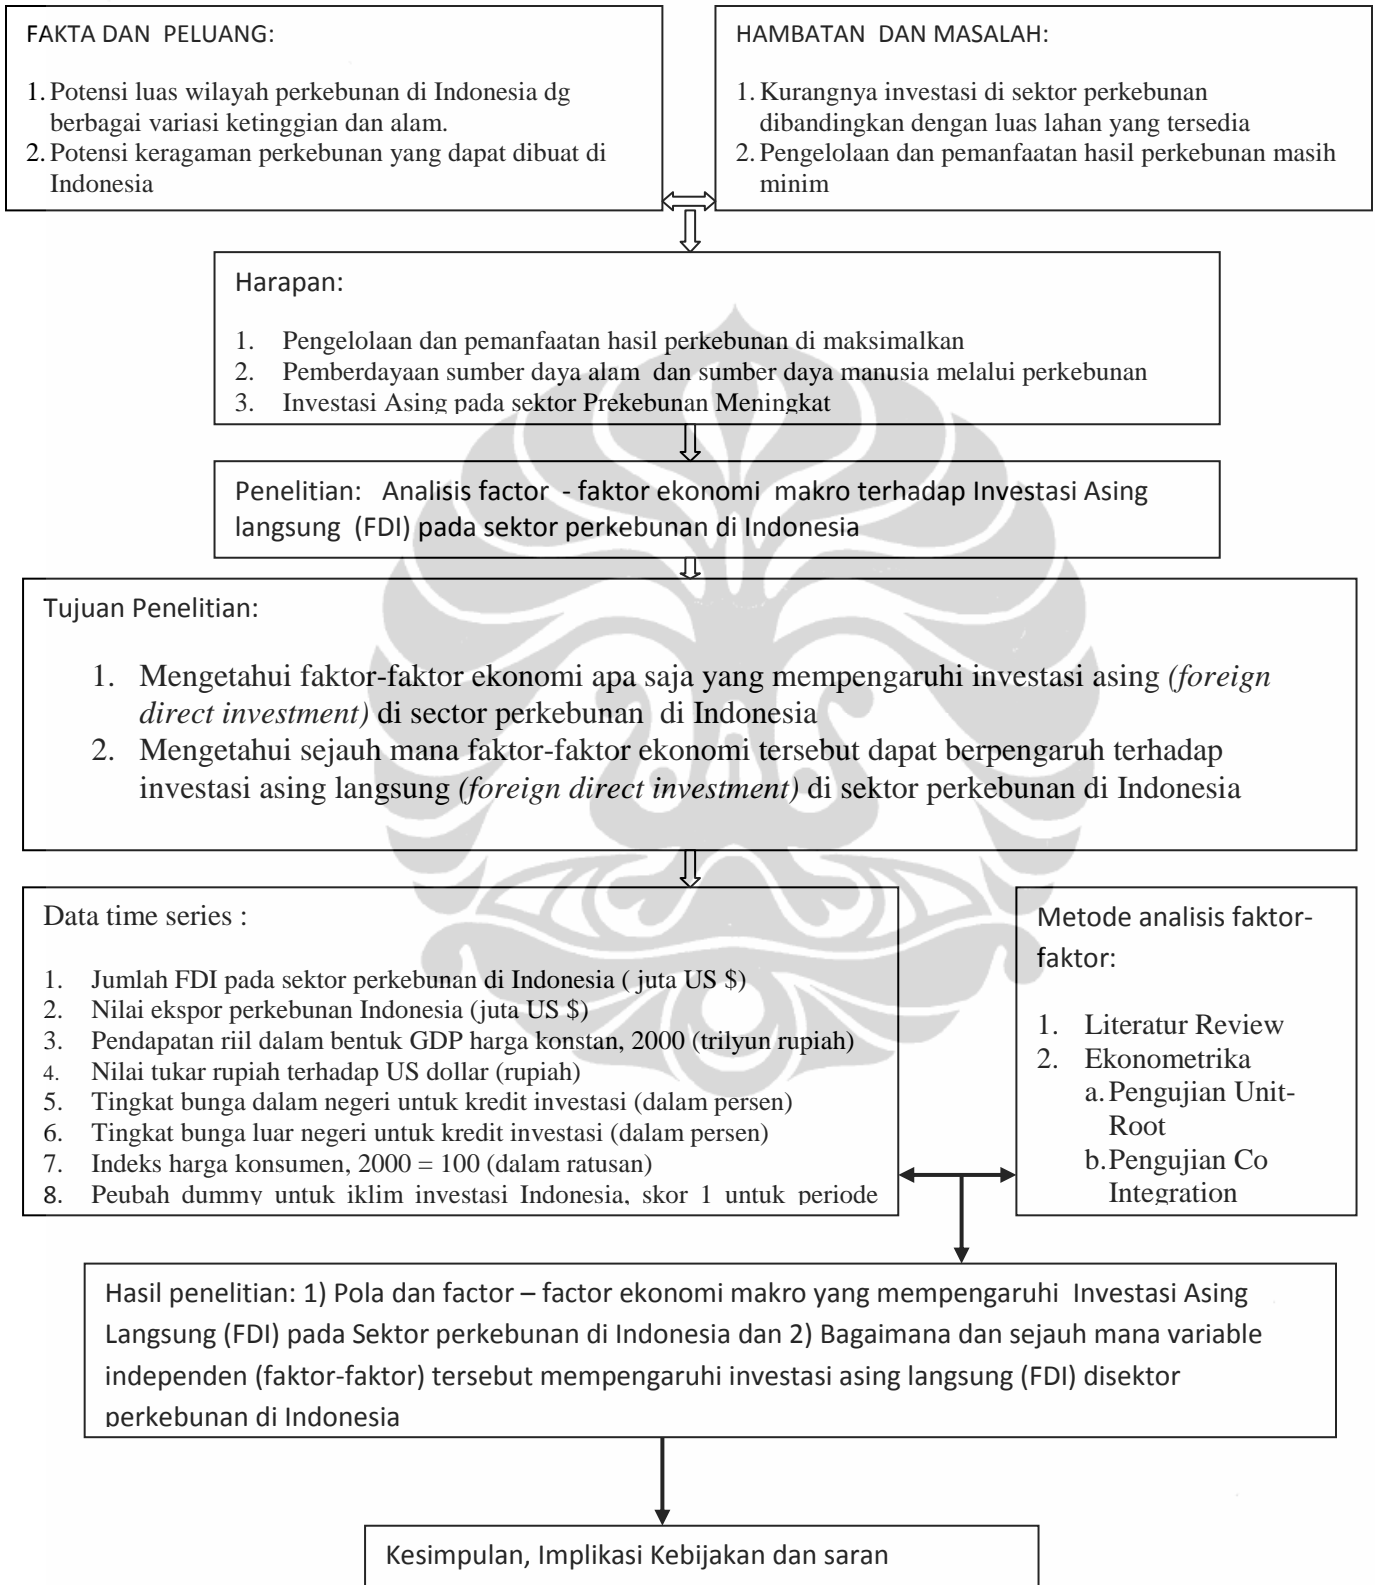 FAKTA DAN PELUANG:
1. Potensi luas wilayah perkebunan di Indonesia dg
berbagai variasi ketinggian dan alam.
2. Potensi keragaman perkebunan yang dapat dibuat di
Indonesia
HAMBATAN DAN MASALAH:
1. Kurangnya investasi di sektor perkebunan
dibandingkan dengan luas lahan yang tersedia
2. Pengelolaan dan pemanfaatan hasil perkebunan masih
minim
Harapan:
1. Pengelolaan dan pemanfaatan hasil perkebunan di maksimalkan
2. Pemberdayaan sumber daya alam dan sumber daya manusia melalui perkebunan
3. Investasi Asing pada sektor Prekebunan Meningkat
Penelitian: Analisis factor - faktor ekonomi makro terhadap Investasi Asing
langsung (FDI) pada sektor perkebunan di Indonesia
Tujuan Penelitian:
1. Mengetahui faktor-faktor ekonomi apa saja yang mempengaruhi investasi asing (foreign
direct investment) di sector perkebunan di Indonesia
2. Mengetahui sejauh mana faktor-faktor ekonomi tersebut dapat berpengaruh terhadap
investasi asing langsung (foreign direct investment) di sektor perkebunan di Indonesia
Data time series :
1. Jumlah FDI pada sektor perkebunan di Indonesia ( juta US $)
2. Nilai ekspor perkebunan Indonesia (juta US $)
3. Pendapatan riil dalam bentuk GDP harga konstan, 2000 (trilyun rupiah)
4. Nilai tukar rupiah terhadap US dollar (rupiah)
5. Tingkat bunga dalam negeri untuk kredit investasi (dalam persen)
6. Tingkat bunga luar negeri untuk kredit investasi (dalam persen)
7. Indeks harga konsumen, 2000 = 100 (dalam ratusan)
8. Peubah dummy untuk iklim investasi Indonesia, skor 1 untuk periode
Metode analisis faktor-
faktor:
1. Literatur Review
2. Ekonometrika
a. Pengujian Unit-
Root
b. Pengujian Co
Integration
Hasil penelitian: 1) Pola dan factor – factor ekonomi makro yang mempengaruhi Investasi Asing
Langsung (FDI) pada Sektor perkebunan di Indonesia dan 2) Bagaimana dan sejauh mana variable
independen (faktor-faktor) tersebut mempengaruhi investasi asing langsung (FDI) disektor
perkebunan di Indonesia
Kesimpulan, Implikasi Kebijakan dan saran